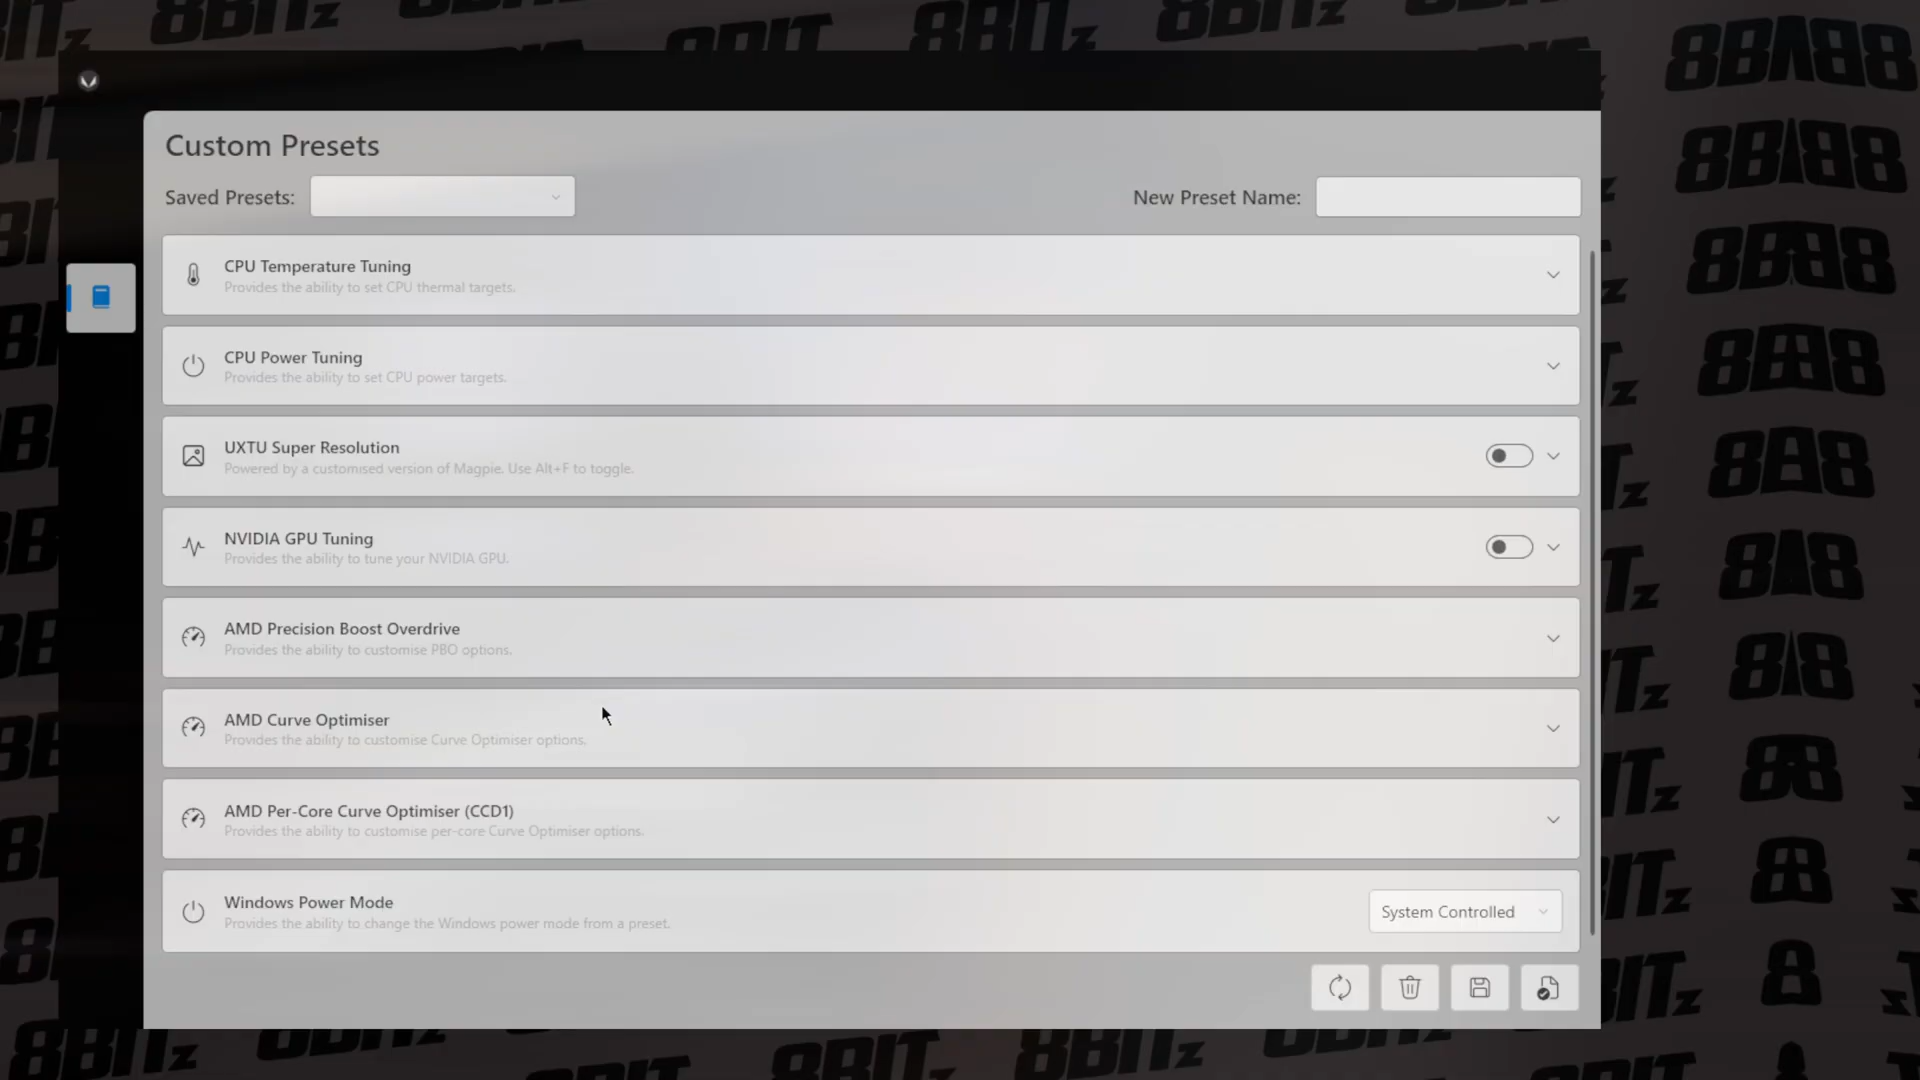 Custom Presets
Saved Presets:
New Preset Name:
CPU Temperature Tuning
Provides the ability to set CPU thermal targets.
CPU Power Tuning
Provides the ability to set CPU power targets.
UXTU Super Resolution
Powered by a customised version of Magpie. Use Alt+F to toggle.
NVIDIA GPU Tuning
Provides the ability to tune your NVIDIA GPU.
AMD Precision Boost Overdrive
Provides the ability to customise PBO options.
AMD Curve Optimiser
Provides the ability to customise Curve Optimiser options.
AMD Per-Core Curve Optimiser (CCD1)
Provides the ability to customise per-core Curve Optimiser options.
Windows Power Mode
Provides the ability to change the Windows power mode from a preset.
System Controlled
8BITz
8BITz
8BITz
8BITz
8BITz